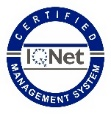 CERTIFIED
IQNet
MANAGEMENT SYSTEM